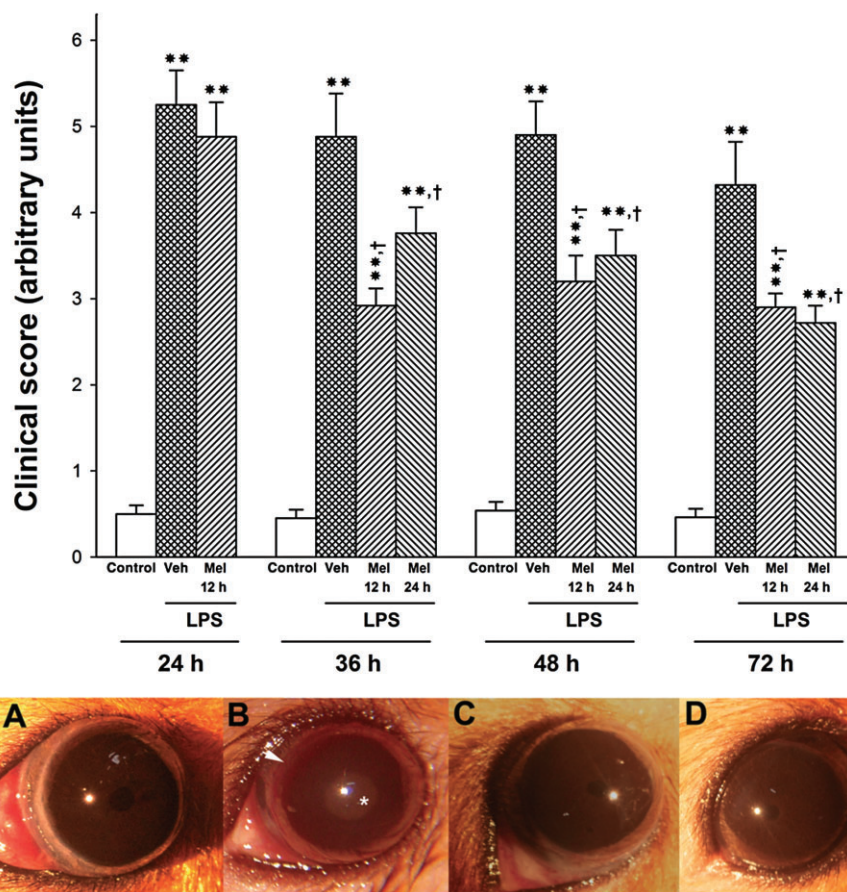 Clinical score (arbitrary units)
6
5
4
3
2
1
0
** ** ** **,† **,† ** **,† **,† ** **,† **,†
Control Veh Mel Control Veh Mel Mel Control Veh Mel Mel Control Veh Mel Mel
12 h 12 h 24 h 12 h 24 h 12 h 24 h
LPS LPS LPS LPS
24 h 36 h 48 h 72 h
A B C D
*